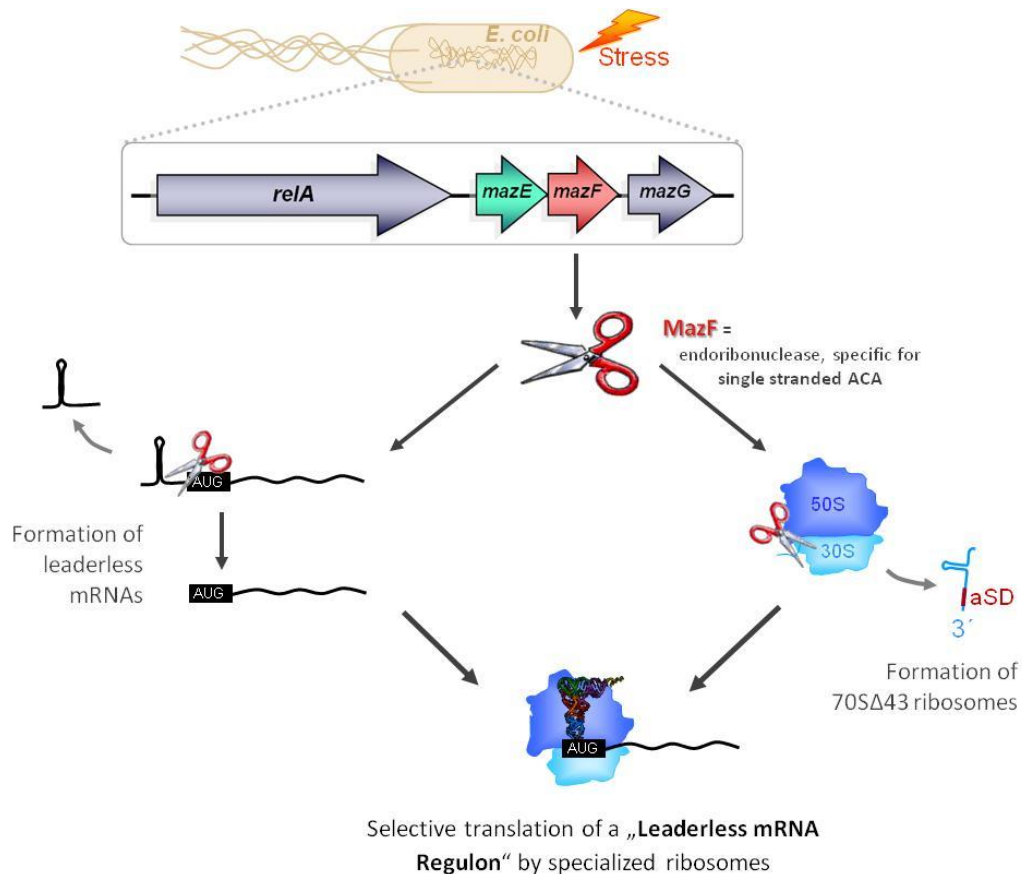 E. coli
Stress
relA
mazE
mazF
mazG
MazF =
endoribonuclease, specific for
single stranded ACA
AUG
Formation of
leaderless
mRNAs
AUG
50S
30S
aSD
3´
Formation of
70SΔ43 ribosomes
AUG
Selective translation of a „Leaderless mRNA
Regulon“ by specialized ribosomes